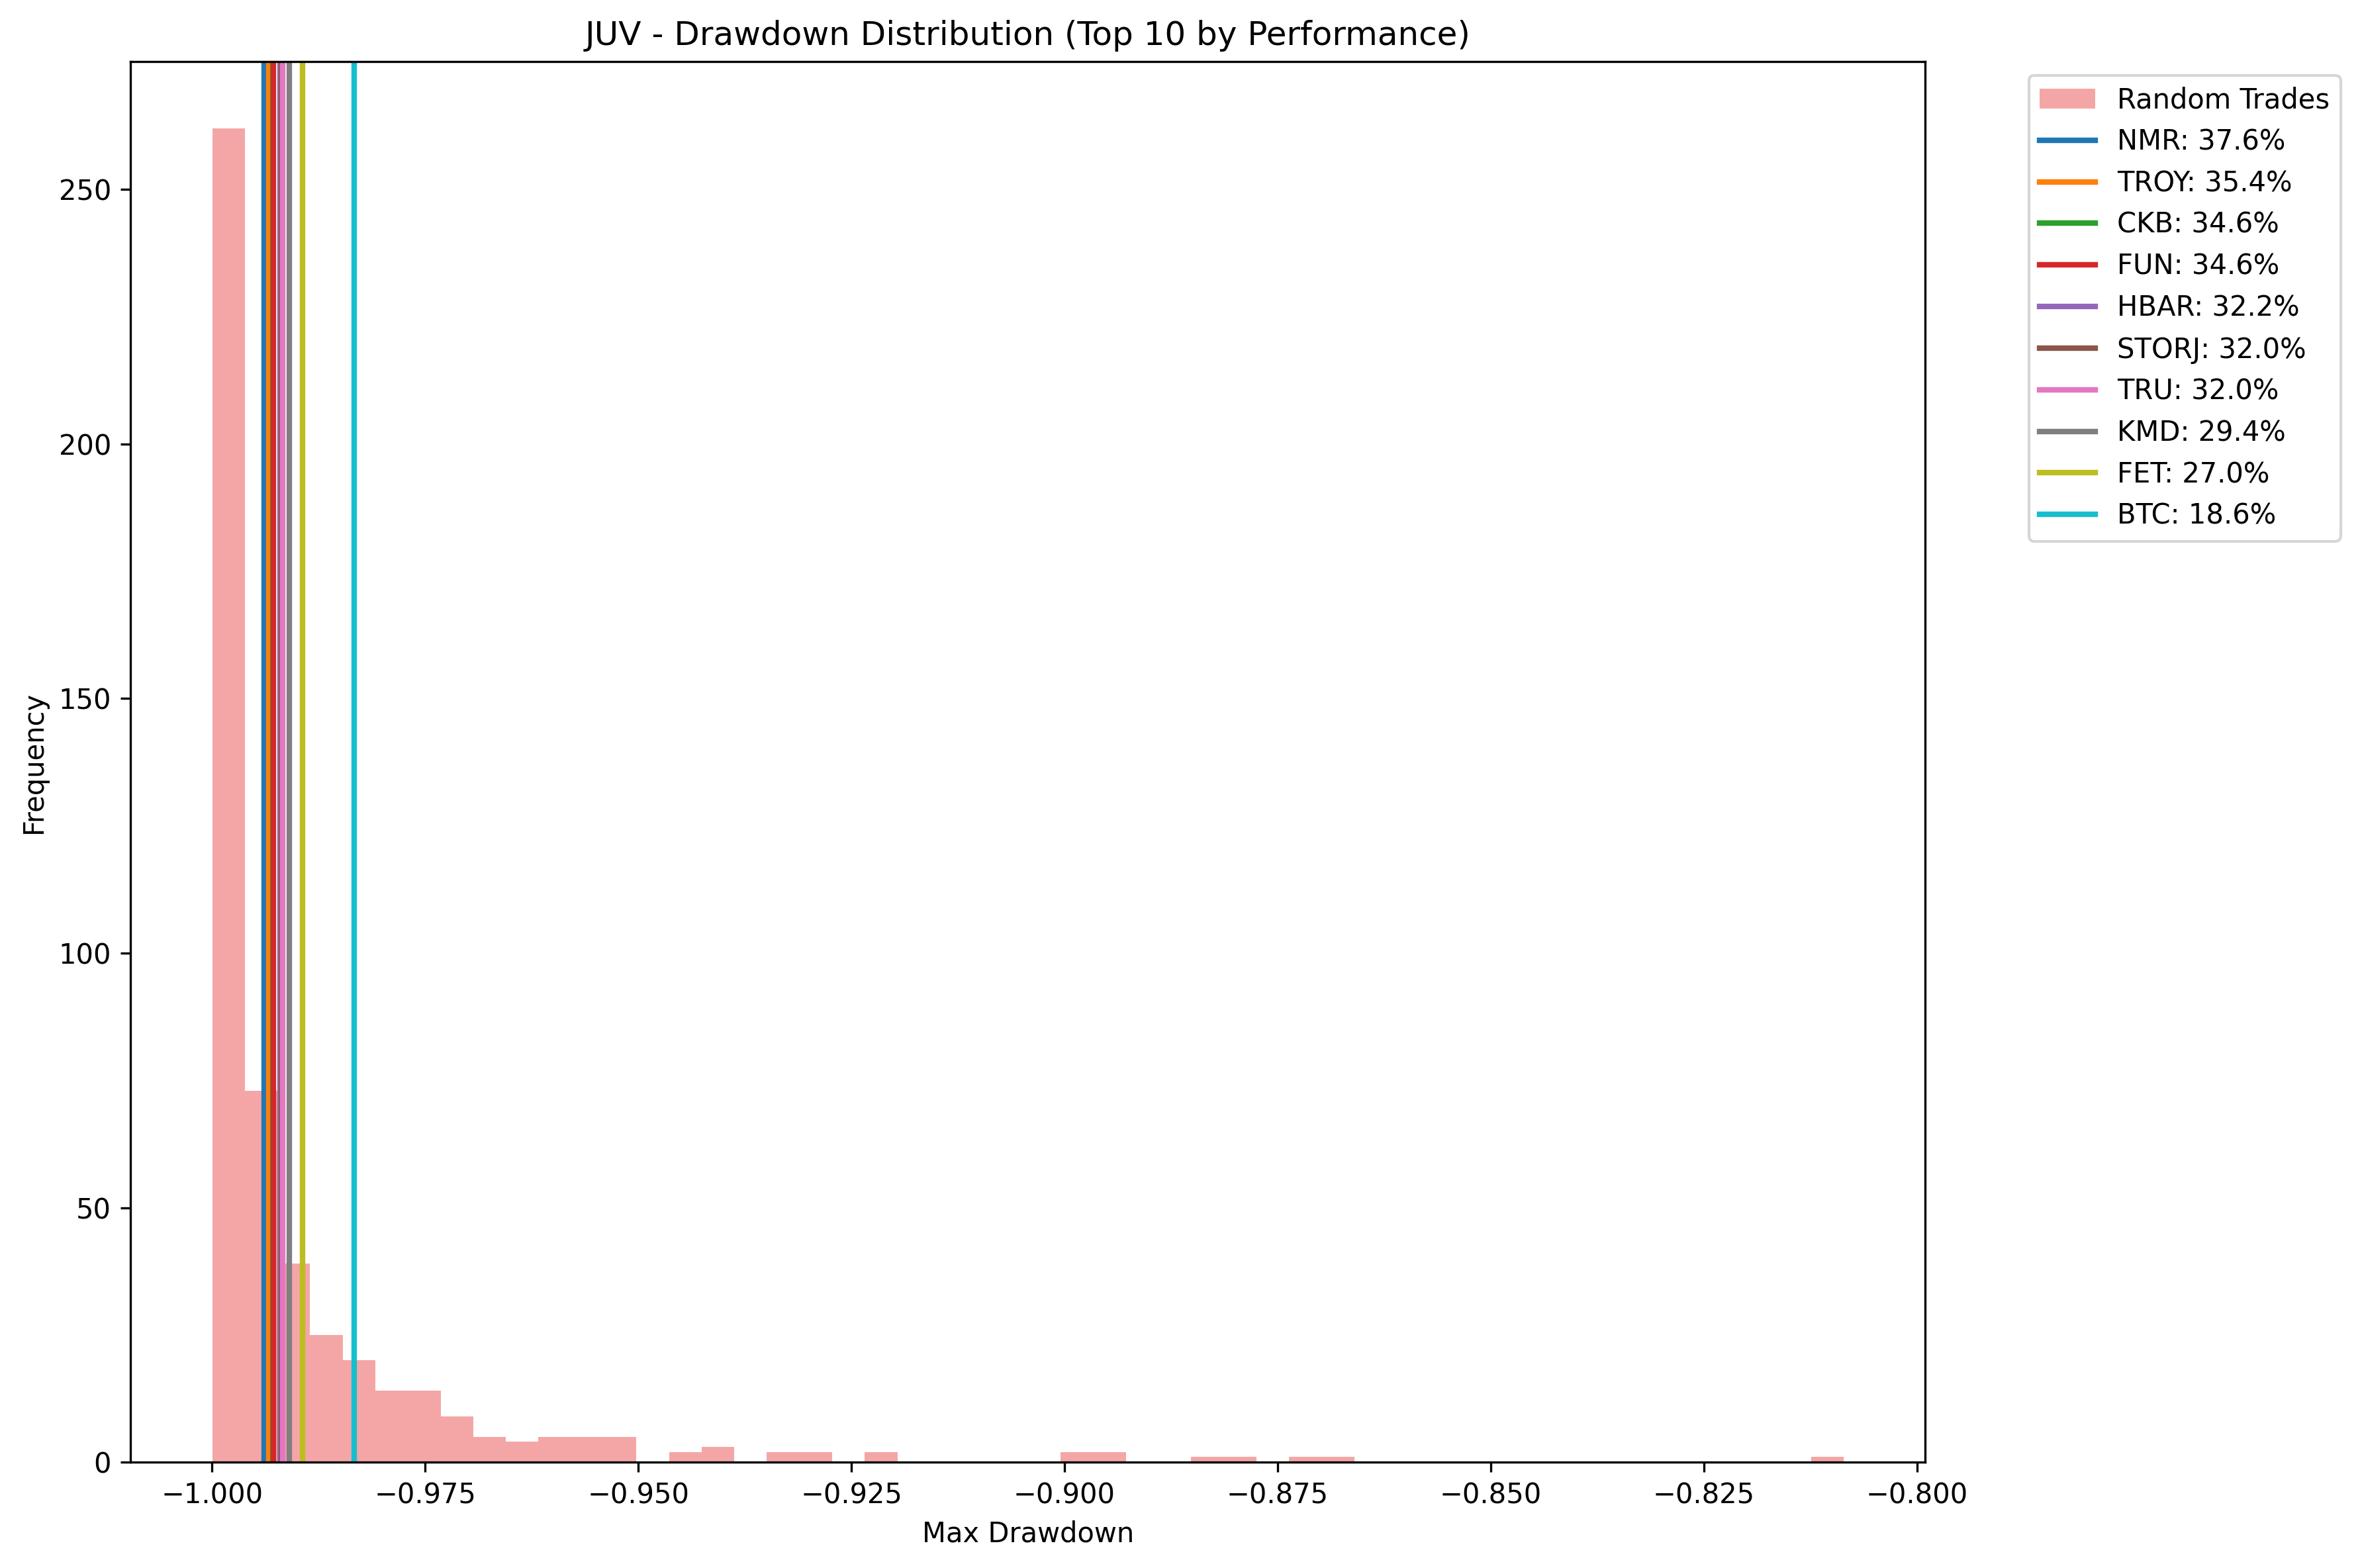 JUV - Drawdown Distribution (Top 10 by Performance)
Frequency
250
200
150
100
50
0
−1.000
−0.975
−0.950
−0.925
−0.900
−0.875
−0.850
−0.825
−0.800
Max Drawdown
Random Trades
NMR: 37.6%
TROY: 35.4%
CKB: 34.6%
FUN: 34.6%
HBAR: 32.2%
STORJ: 32.0%
TRU: 32.0%
KMD: 29.4%
FET: 27.0%
BTC: 18.6%